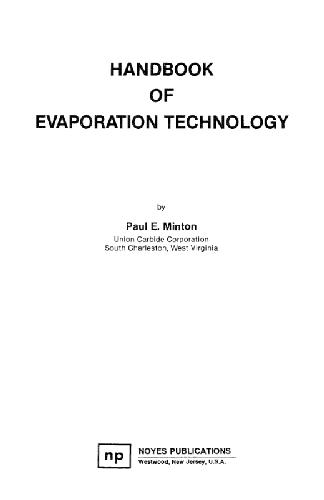 HANDBOOK
OF
EVAPORATION TECHNOLOGY
by
Paul E. Minton
Union Carbide Corporation
South Charleston, West Virginia
np
NOYES PUBLICATIONS
Westwood, New Jersey, U.S.A.